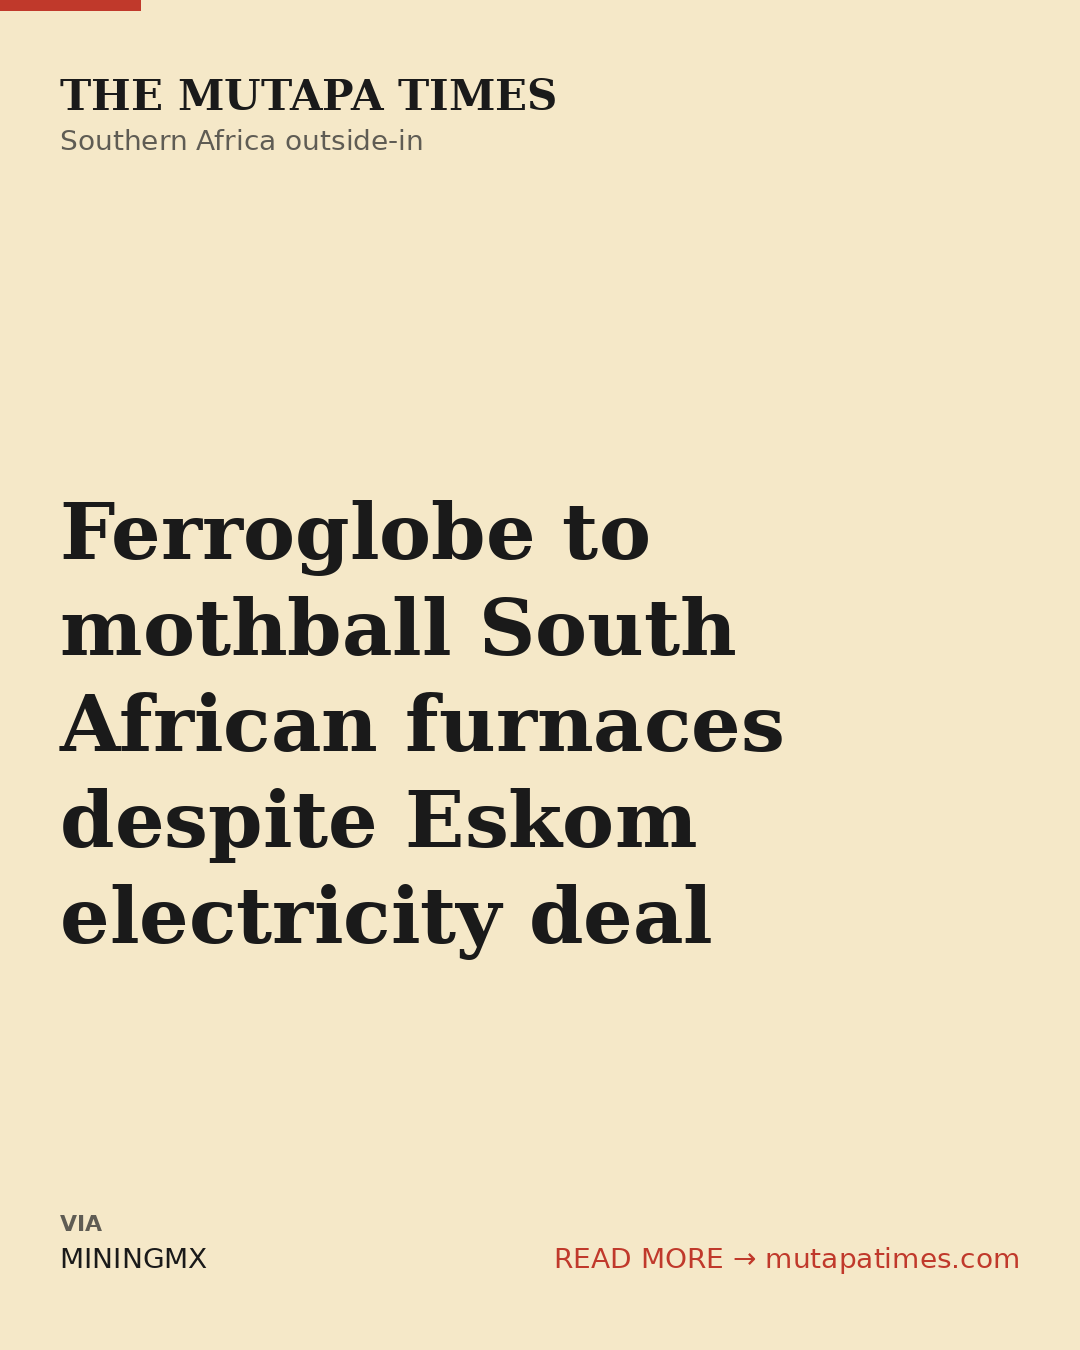 THE MUTAPA TIMES
Southern Africa outside-in
Ferroglobe to
mothball South
African furnaces
despite Eskom
electricity deal
VIA
MININGMX
READ MORE → mutapatimes.com